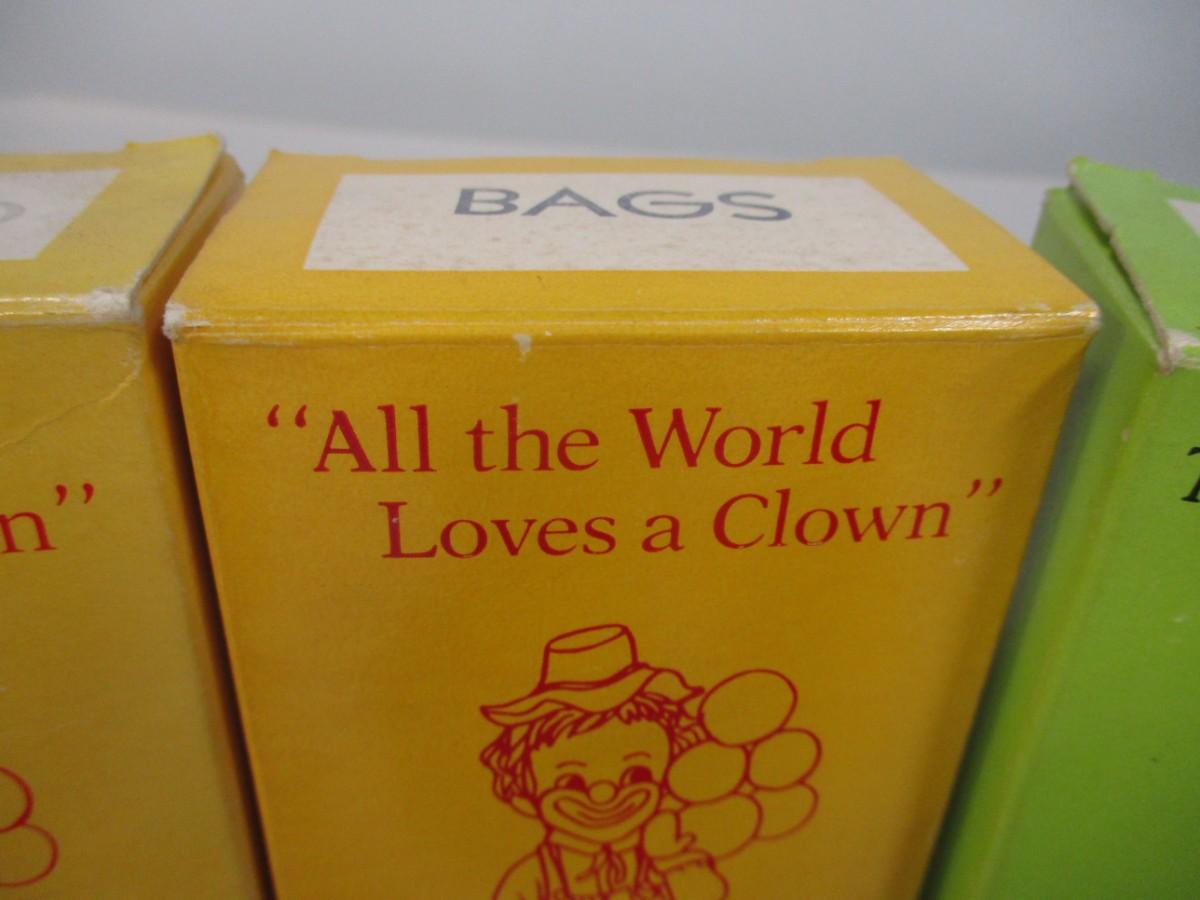 BAGS
“All the World
Loves a Clown”
n”